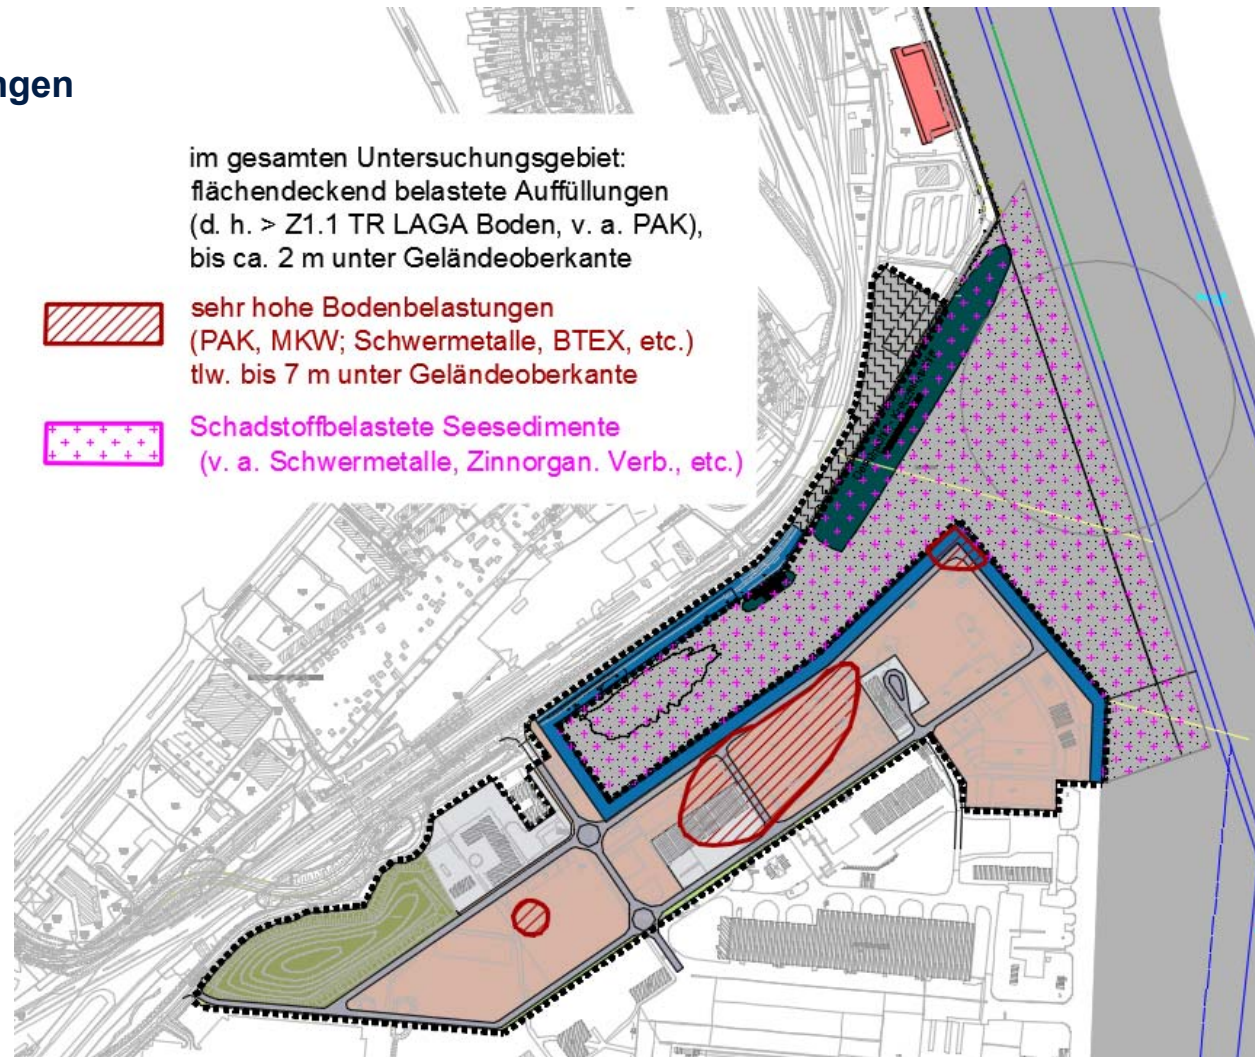 ngen
im gesamten Untersuchungsgebiet:
flächendeckend belastete Auffüllungen
(d. h. > Z1.1 TR LAGA Boden, v. a. PAK),
bis ca. 2 m unter Geländeoberkante
sehr hohe Bodenbelastungen
(PAK, MKW; Schwermetalle, BTEX, etc.)
tlw. bis 7 m unter Geländeoberkante
Schadstoffbelastete Seesedimente
(v. a. Schwermetalle, Zinnorgan. Verb., etc.)